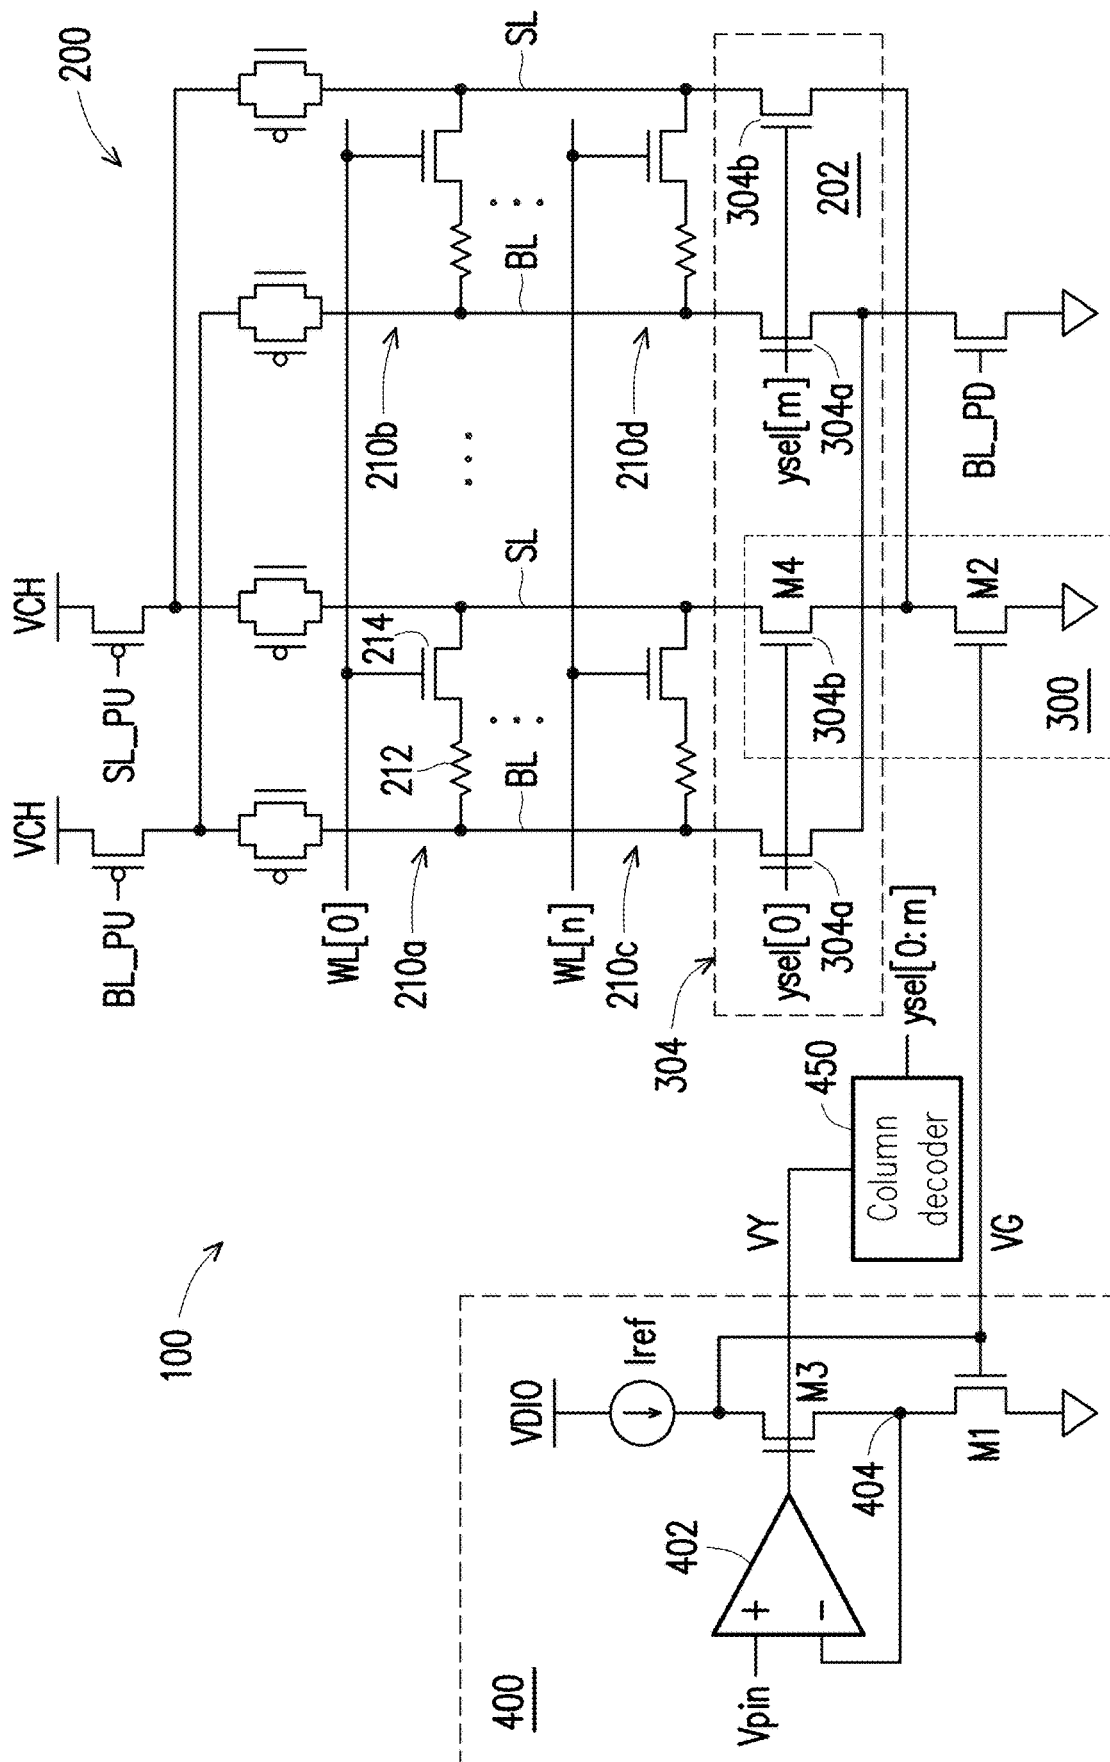 100
200
VCH
VCH
BL_PU
SL_PU
WL[0]
210a
212
214
210b
BL
SL
BL
SL
. . .
WL[n]
210c
210d
304
ysel[0]
304a
304b
M4
ysel[m]
304a
304b
202
ysel[0:m]
300
M2
BL_PD
400
VDIO
Iref
402
Vpin
+
−
M3
404
M1
VY
VG
450
Column
decoder